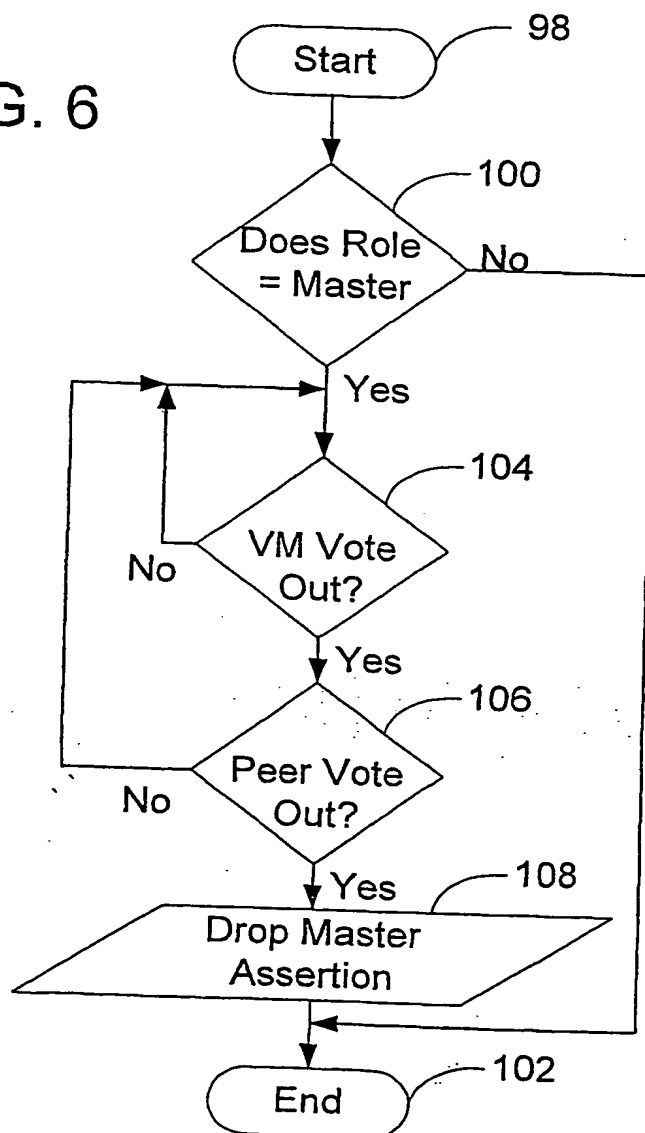 98
Start
G. 6
100
Does Role
= Master
No
Yes
104
VM Vote
Out?
No
Yes
106
Peer Vote
Out?
No
Yes
108
Drop Master
Assertion
102
End